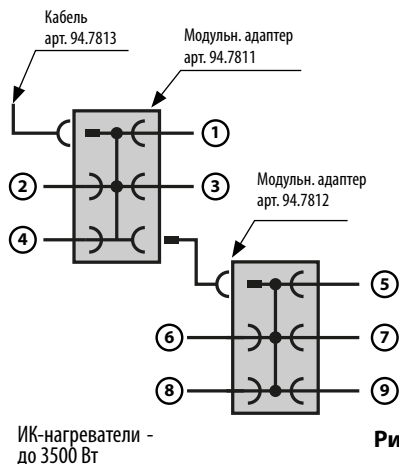 Кабель
арт. 94.7813
Модульн. адаптер
арт. 94.7811
1
2
3
4
Модульн. адаптер
арт. 94.7812
5
6
7
8
9
ИК-нагреватели -
до 3500 Вт
Ри